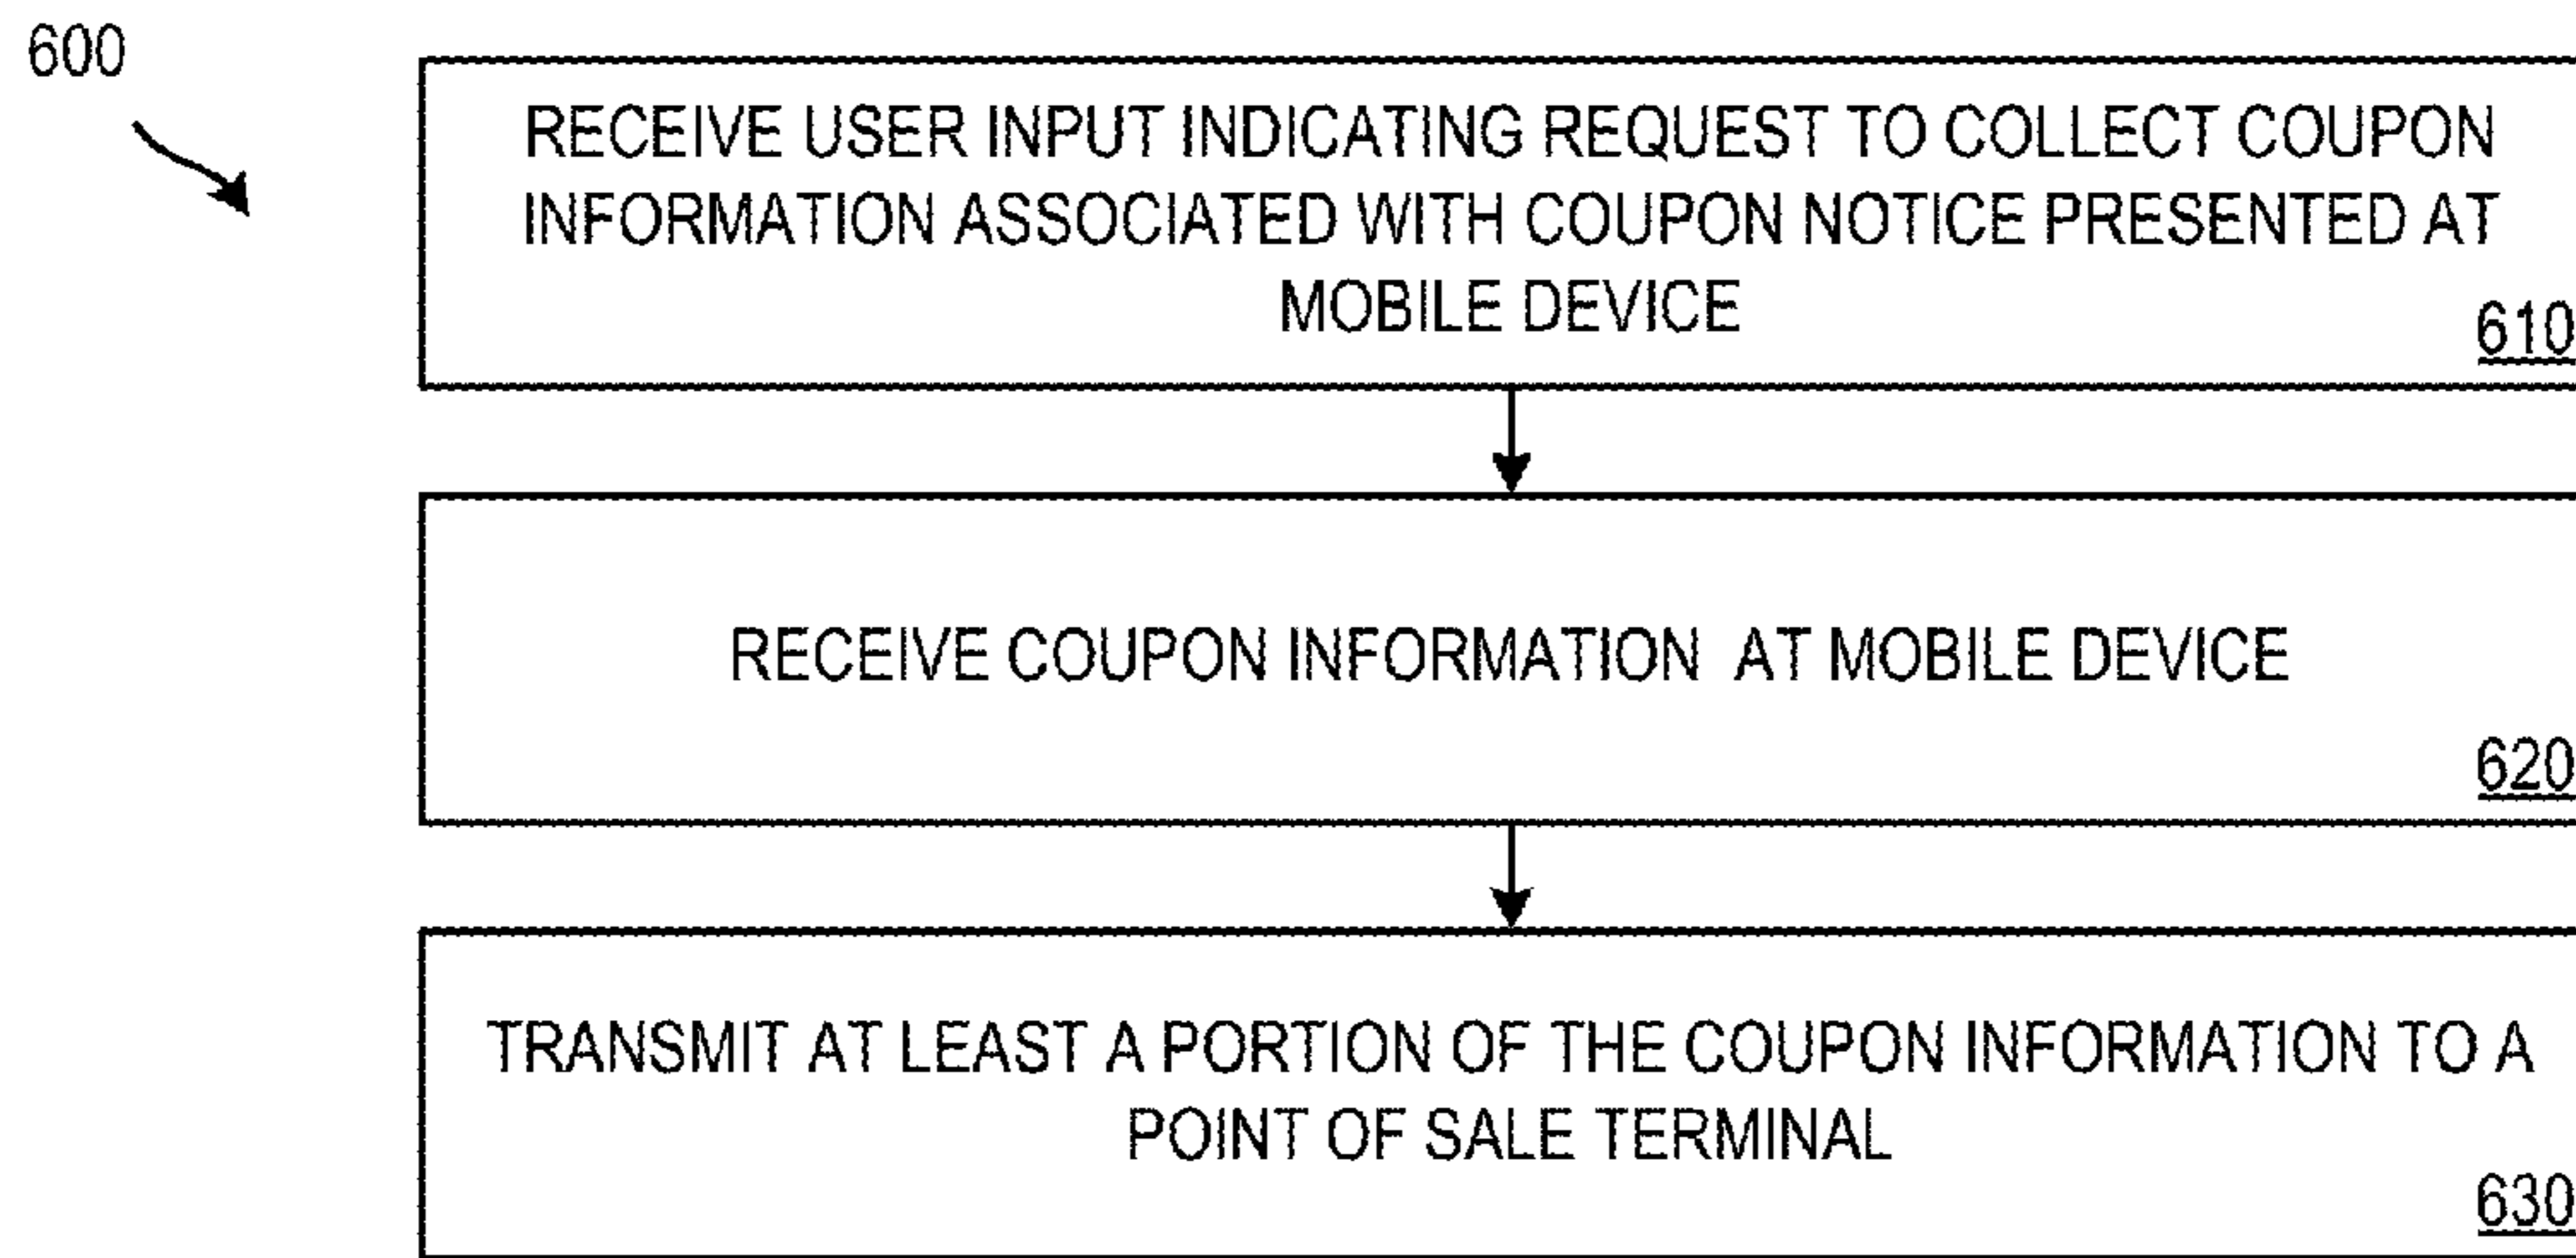 600
RECEIVE USER INPUT INDICATING REQUEST TO COLLECT COUPON
INFORMATION ASSOCIATED WITH COUPON NOTICE PRESENTED AT
MOBILE DEVICE
610
RECEIVE COUPON INFORMATION AT MOBILE DEVICE
620
TRANSMIT AT LEAST A PORTION OF THE COUPON INFORMATION TO A
POINT OF SALE TERMINAL
630